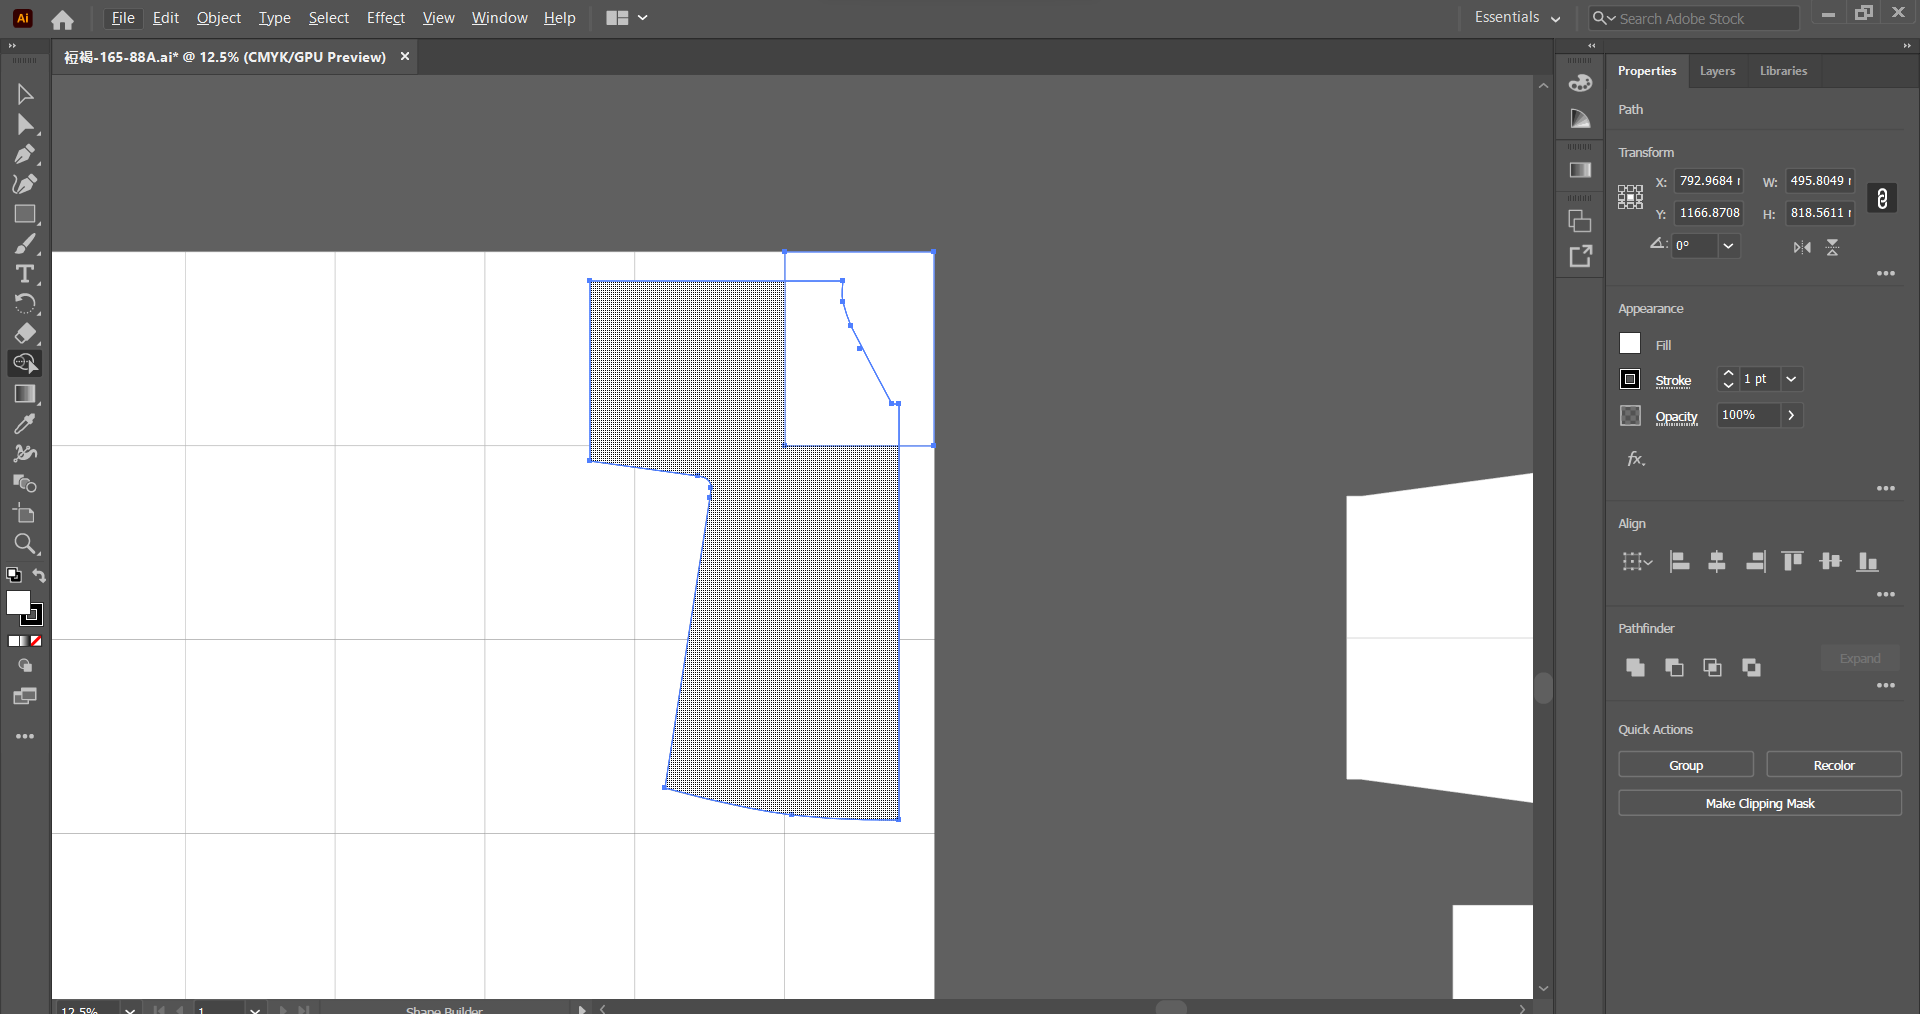 Ai File Edit Object Type Select Effect View Window Help Essentials Search Adobe Stock
裋褐-165-88A.ai* @ 12.5% (CMYK/GPU Preview) ×
Properties Layers Libraries
Path
Transform
X: 792.9684 W: 495.8049
Y: 1166.8708 H: 818.5611
0°
Appearance
Fill
Stroke 1 pt
Opacity 100%
fx.
Align
Pathfinder
Expand
Quick Actions
Group Recolor
Make Clipping Mask
12.5% 1 Shape Builder